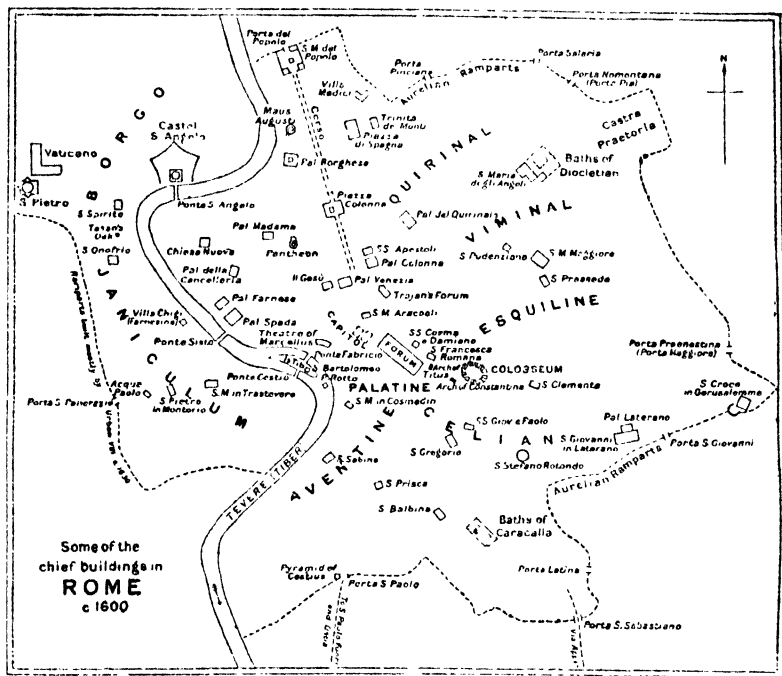 Porta del
Popolo
S.M del
Popolo
Porta
Pinciana
Aurelian Ramparts
Porta Salaria
Porta Nomentana
(Porta Pia)
N
Villa
Medici
Castra
Praetoria
BORGO
Castel
S Angelo
Maus
Augusti
Corso
Trinita
de Monti
Piazza
di Spagna
QUIRINAL
Vaticano
Pal Borghese
Baths of
Diocletian
S Maria
degli Angeli
S. Pietro
Ponte S. Angelo
Piazza
Colonna
S Spirito
Tasso's
Oak
Pal Madama
Pal del Quirinale
VIMINAL
S Onofrio
Chiesa Nuova
Pantheon
SS Apostoli
Pal Colonna
S Pudenziana
S M Maggiore
Pal della
Cancelleria
Il Gesù
Pal Venezia
S Prassede
JANICULUM
Pal Farnese
Trajan's Forum
ESQUILINE
Villa Chigi
(Farnesina)
Pal Spada
S.M Aracoeli
CAPITOL
Ponte Sisto
Theatre of
Marcellus
SS Cosma
e Damiano
FORUM
S Francesca
Romana
Porta Praenestina
(Porta Maggiore)
Ponte Fabricio
Arch of
Titus
COLOSSEUM
Ponte Cestio
Bartolomeo
P. Rotto
PALATINE
Arch of Constantine
S Clemente
S Croce
in Gerusalemme
Acqua
Paola
Porta S Pancrazio
S Pietro
in Montorio
S.M in Trastevere
S M in Cosmedin
CELIAN
SS Giov e Paolo
Pal Laterano
S Giovanni
in Laterano
Porta S Giovanni
S Gregorio
S. Stefano Rotondo
AVENTINE
S Sabina
TEVERE (TIBER)
S Prisca
Aurelian Ramparts
S Balbina
Baths of
Caracalla
Some of the
chief buildings in
ROME
c 1600
Pyramid of
Cestius
Porta S Paolo
To S Paolo
Porta Latina
Porta S. Sebastiano